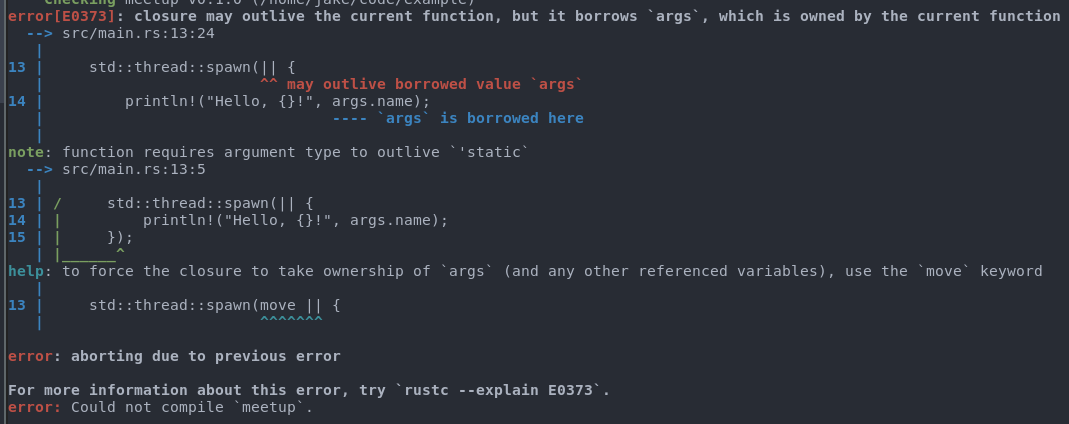 Checking meetup v0.1.0 (/home/jake/code/example)
error[E0373]: closure may outlive the current function, but it borrows `args`, which is owned by the current function
  --> src/main.rs:13:24
   |
13 |     std::thread::spawn(|| {
   |                        ^^ may outlive borrowed value `args`
14 |         println!("Hello, {}!", args.name);
   |                                ---- `args` is borrowed here
   |
note: function requires argument type to outlive `'static`
  --> src/main.rs:13:5
   |
13 | /     std::thread::spawn(|| {
14 | |         println!("Hello, {}!", args.name);
15 | |     });
   | |______^
help: to force the closure to take ownership of `args` (and any other referenced variables), use the `move` keyword
   |
13 |     std::thread::spawn(move || {
   |                        ^^^^^^^

error: aborting due to previous error

For more information about this error, try `rustc --explain E0373`.
error: Could not compile `meetup`.